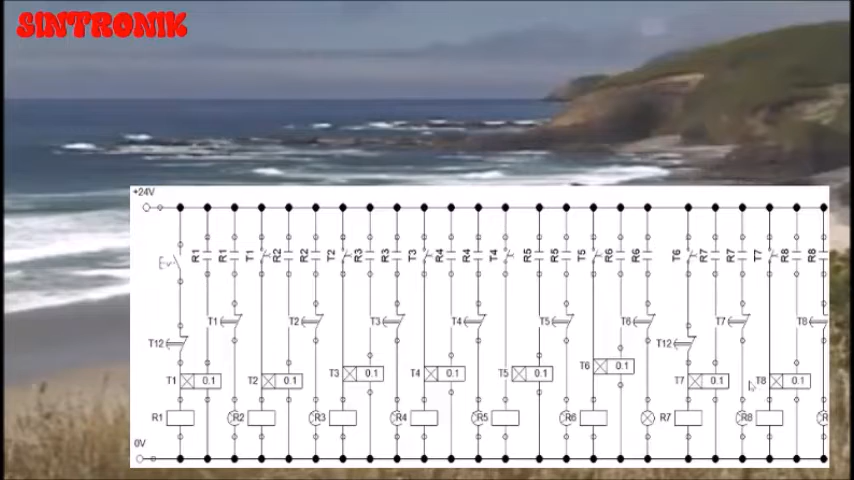 SINTRONIK
+24V
R1 R1 T1 R2 R2 T2 R3 R3 T3 R4 R4 T4 R5 R5 T5 R6 R6 T6 R7 R7 T7 R8 R8
T1 T2 T3 T4 T5 T6 T7 T8
T12 T12
T1 0.1 T2 0.1 T3 0.1 T4 0.1 T5 0.1 T6 0.1 T7 0.1 T8 0.1
R1 R2 R3 R4 R5 R6 R7 R8
0V